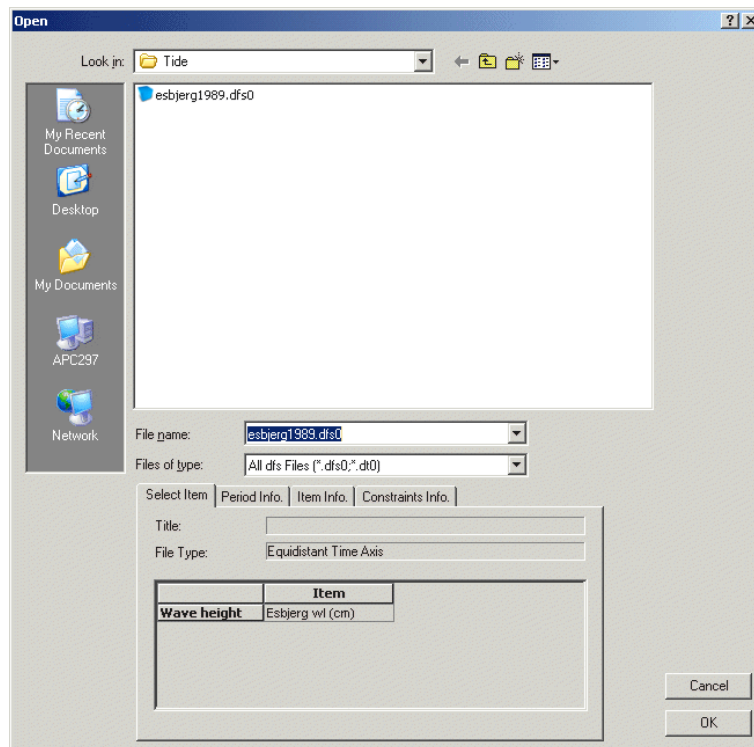 Open
Look in: Tide
esbjerg1989.dfs0
My Recent
Documents
Desktop
My Documents
APC297
Network
File name: esbjerg1989.dfs0
Files of type: All dfs Files (*.dfs0;*.dt0)
Select Item Period Info. Item Info. Constraints Info.
Title:
File Type: Equidistant Time Axis
Item
Wave height Esbjerg wl (cm)
Cancel
OK